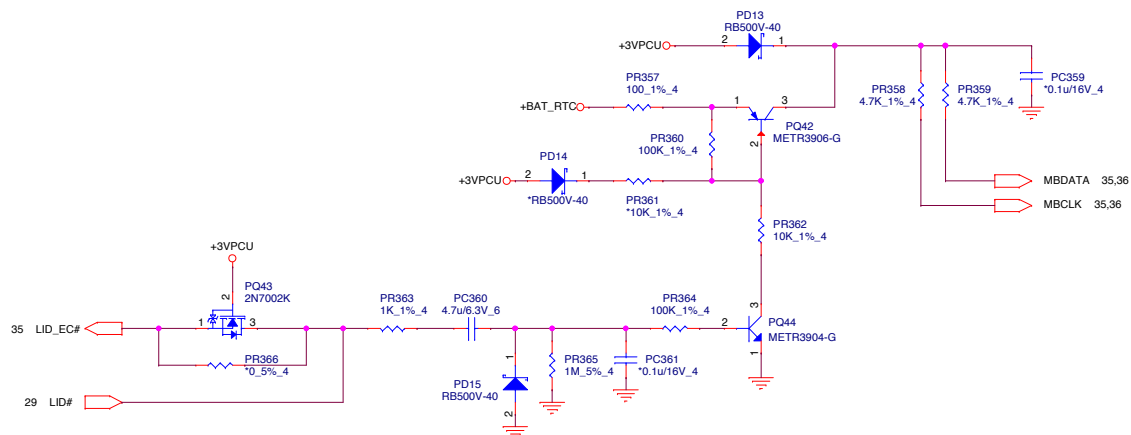 PD13
RB500V-40
+3VPCU
2
1
PR357
100_1%_4
+BAT_RTC
1
3
PQ42
METR3906-G
2
PR358
4.7K_1%_4
PR359
4.7K_1%_4
PC359
*0.1u/16V_4
PR360
100K_1%_4
PD14
+3VPCU
2
1
*RB500V-40
PR361
*10K_1%_4
MBDATA 35,36
MBCLK 35,36
PR362
10K_1%_4
+3VPCU
PQ43
2N7002K
2
1
3
35 LID_EC#
PR363
1K_1%_4
PC360
4.7u/6.3V_6
PR364
100K_1%_4
2
3
PQ44
METR3904-G
1
PR366
*0_5%_4
1
PD15
RB500V-40
2
PR365
1M_5%_4
PC361
*0.1u/16V_4
29 LID#